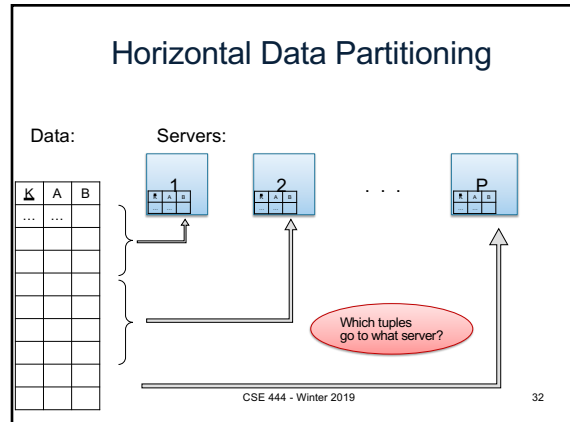 Horizontal Data Partitioning
Data: Servers:
1 2 . . . P
K A B
K A B
K A B
K A B
... ...
... ...
... ...
... ...
Which tuples
go to what server?
CSE 444 - Winter 2019 32